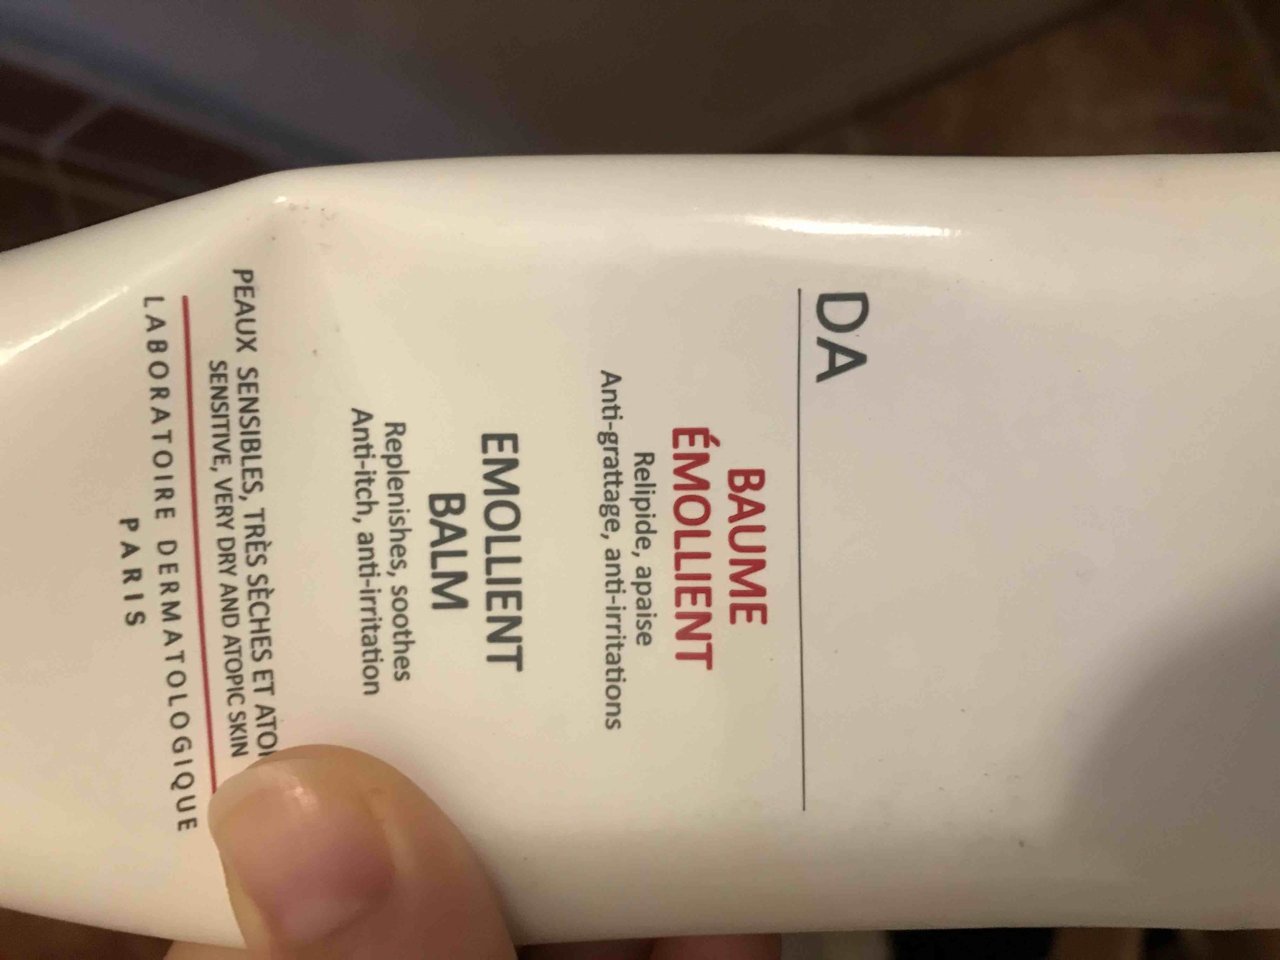 DA
BAUME
ÉMOLLIENT
Relipide, apaise
Anti-grattage, anti-irritations
EMOLLIENT
BALM
Replenishes, soothes
Anti-itch, anti-irritation
PEAUX SENSIBLES, TRÈS SÈCHES ET
SENSITIVE, VERY DRY AND ATOPIC SKIN
LABORATOIRE DERMATOLOGIQUE
PARIS